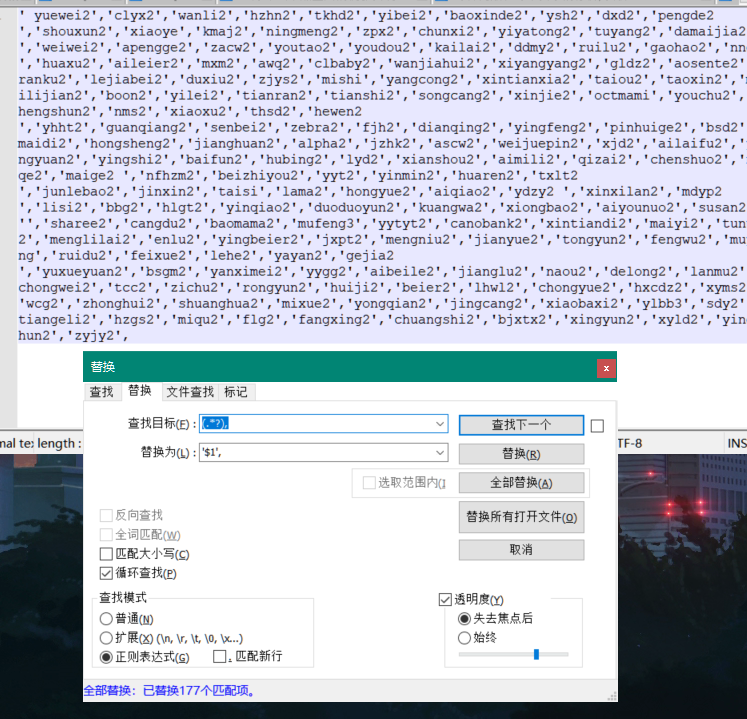 yuewei2','clyx2','wanli2','hzhn2','tkhd2','yibei2','baoxinde2','ysh2','dxd2','pengde2
','shouxun2','xiaoye','kmaj2','ningmeng2','zpx2','chunxi2','yiyatong2','tuyang2','damaijia2
','weiwei2','apengge2','zacw2','youtao2','youdou2','kailai2','ddmy2','ruilu2','gaohao2','nn
','huaxu2','aileier2','mxm2','awq2','clbaby2','wanjiahui2','xiyangyang2','gldz2','aosente2'
ranku2','lejiabei2','duxiu2','zjys2','mishi','yangcong2','xintianxia2','taiou2','taoxin2','n
ilijian2','boon2','yilei2','tianran2','tianshi2','songcang2','xinjie2','octmami','youchu2','
hengshun2','nms2','xiaoxu2','thsd2','hewen2
','yhht2','guanqiang2','senbei2','zebra2','fjh2','dianqing2','yingfeng2','pinhuige2','bsd2'
maidi2','hongsheng2','jianghuan2','alpha2','jzhk2','ascw2','weijuepin2','xjd2','ailaifu2','
ngyuan2','yingshi2','baifun2','hubing2','lyd2','xianshou2','aimili2','qizai2','chenshuo2','
qe2','maige2 ','nfhzm2','beizhiyou2','yyt2','yinmin2','huaren2','txlt2
','junlebao2','jinxin2','taisi','lama2','hongyue2','aiqiao2','ydzy2 ','xinxilan2','mdyp2
','lisi2','bbg2','hlgt2','yinqiao2','duoduoyun2','kuangwa2','xiongbao2','aiyounuo2','susan2
'','sharee2','cangdu2','baomama2','mufeng3','yytyt2','canobank2','xintiandi2','maiyi2','tun
2','menglilai2','enlu2','yingbeier2','jxpt2','mengniu2','jianyue2','tongyun2','fengwu2','mu
ng','ruidu2','feixue2','lehe2','yayan2','gejia2
','yuxueyuan2','bsgm2','yanximei2','yygg2','aibeile2','jianglu2','naou2','delong2','lanmu2'
chongwei2','tcc2','zichu2','rongyun2','huiji2','beier2','lhwl2','chongyue2','hxcdz2','xyms2
'wcg2','zhonghui2','shuanghua2','mixue2','yongqian2','jingcang2','xiaobaxi2','ylbb3','sdy2'
tiangeli2','hzgs2','miqu2','flg2','fangxing2','chuangshi2','bjxtx2','xingyun2','xyld2','yin
hun2','zyjy2',
替换
x
查找 替换 文件查找 标记
查找目标(F): (.*?), 查找下一个
替换为(L): '$1', 替换(R)
选取范围内(I 全部替换(A)
反向查找 替换所有打开文件(O)
全词匹配(W)
匹配大小写(C) 取消
循环查找(P)
查找模式 透明度(Y)
普通(N) 失去焦点后
扩展(X) (\n, \r, \t, \0, \x...) 始终
正则表达式(G) . 匹配新行
全部替换: 已替换177个匹配项。
mal te: length : TF-8 INS